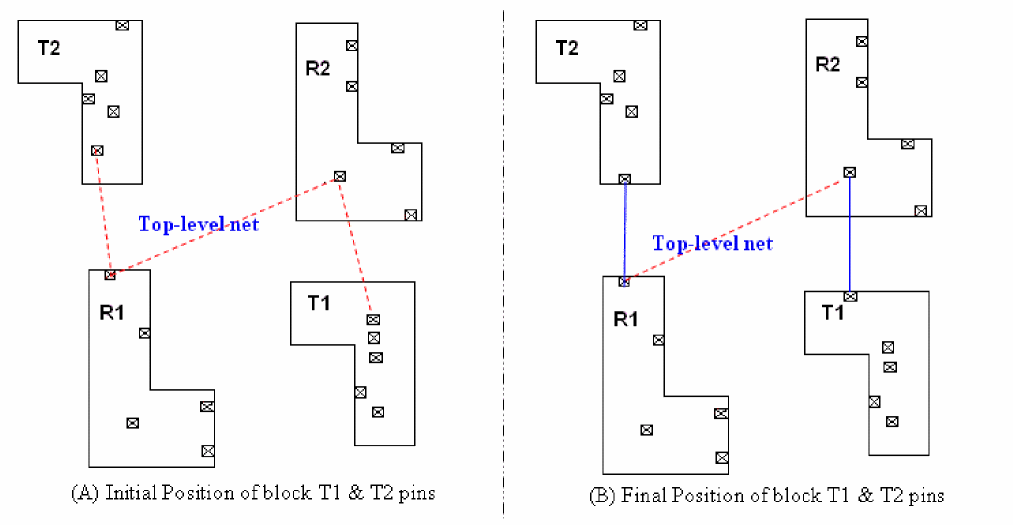 T2
R2
Top-level net
R1
T1
(A) Initial Position of block T1 & T2 pins
T2
R2
Top-level net
R1
T1
(B) Final Position of block T1 & T2 pins